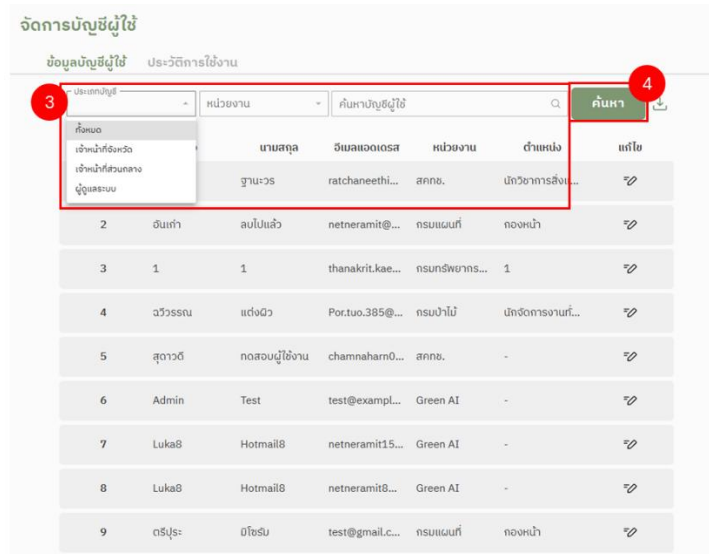 จัดการบัญชีผู้ใช้
ข้อมูลบัญชีผู้ใช้ ประวัติการใช้งาน
4
3 ประเภทบัญชี หน่วยงาน ค้นหาบัญชีผู้ใช้ ค้นหา
ทั้งหมด
เจ้าหน้าที่จังหวัด
เจ้าหน้าที่ส่วนกลาง
ผู้ดูแลระบบ
นามสกุล อีเมลแอดเดรส หน่วยงาน ตำแหน่ง แก้ไข
ฐานะวร ratchaneethi... สคทช. นักวิชาการสิ่งแ...
2 อันเก่า ลบไปแล้ว netneramit@... กรมแผนที่ กองหน้า
3 1 1 thanakrit.kae... กรมทรัพยากร... 1
4 ฉวีวรรณ แต่งผิว Por.tuo.385@... กรมป่าไม้ นักจัดการงานทั่...
5 สุดาวดี ทดสอบผู้ใช้งาน chamnaharn0... สคทช. -
6 Admin Test test@exampl... Green AI -
7 Luka8 Hotmail8 netneramit15... Green AI -
8 Luka8 Hotmail8 netneramit8... Green AI -
9 ตรีปุระ มิโซรัม test@gmail.c... กรมแผนที่ กองหน้า